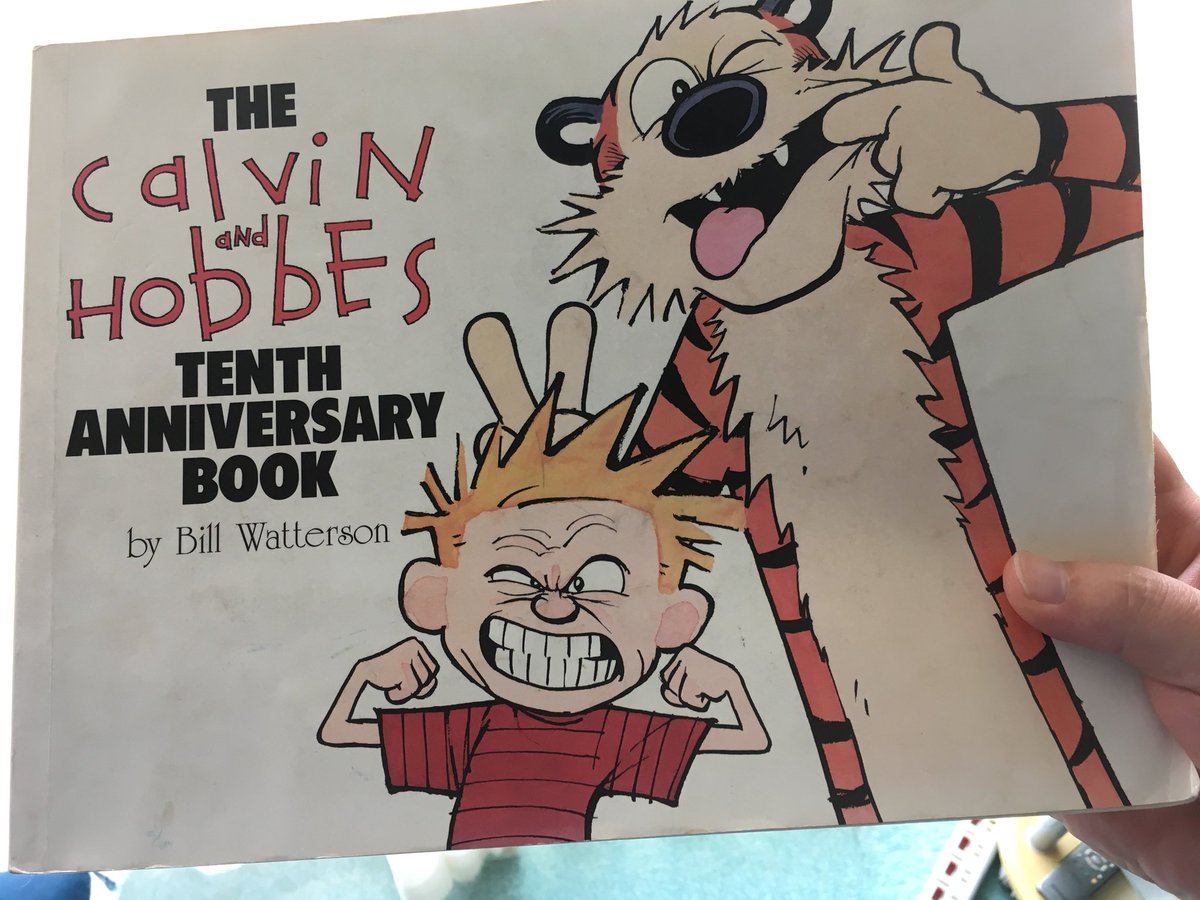 THE
CalviN
aNd
HObbEs
TENTH
ANNIVERSARY
BOOK
by Bill Watterson